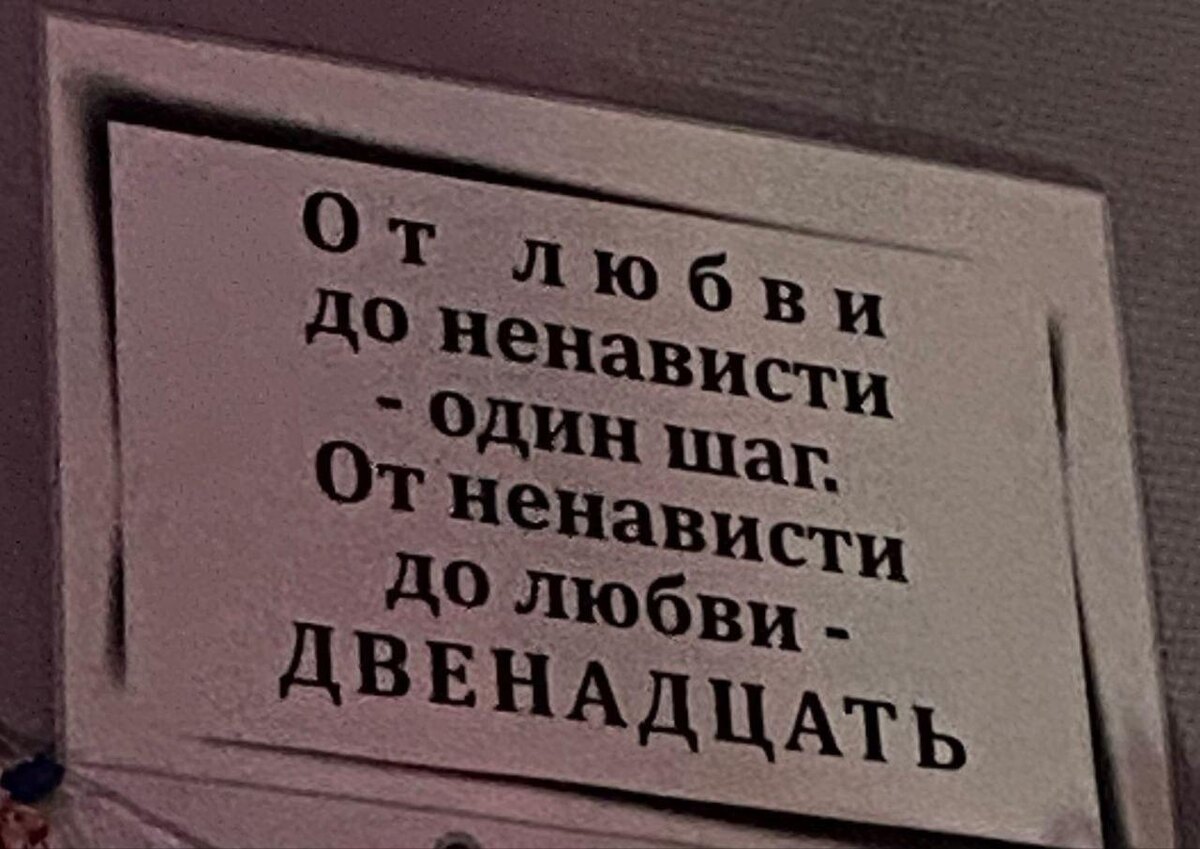 От любви
до ненависти
- один шаг.
От ненависти
до любви -
ДВЕНАДЦАТЬ